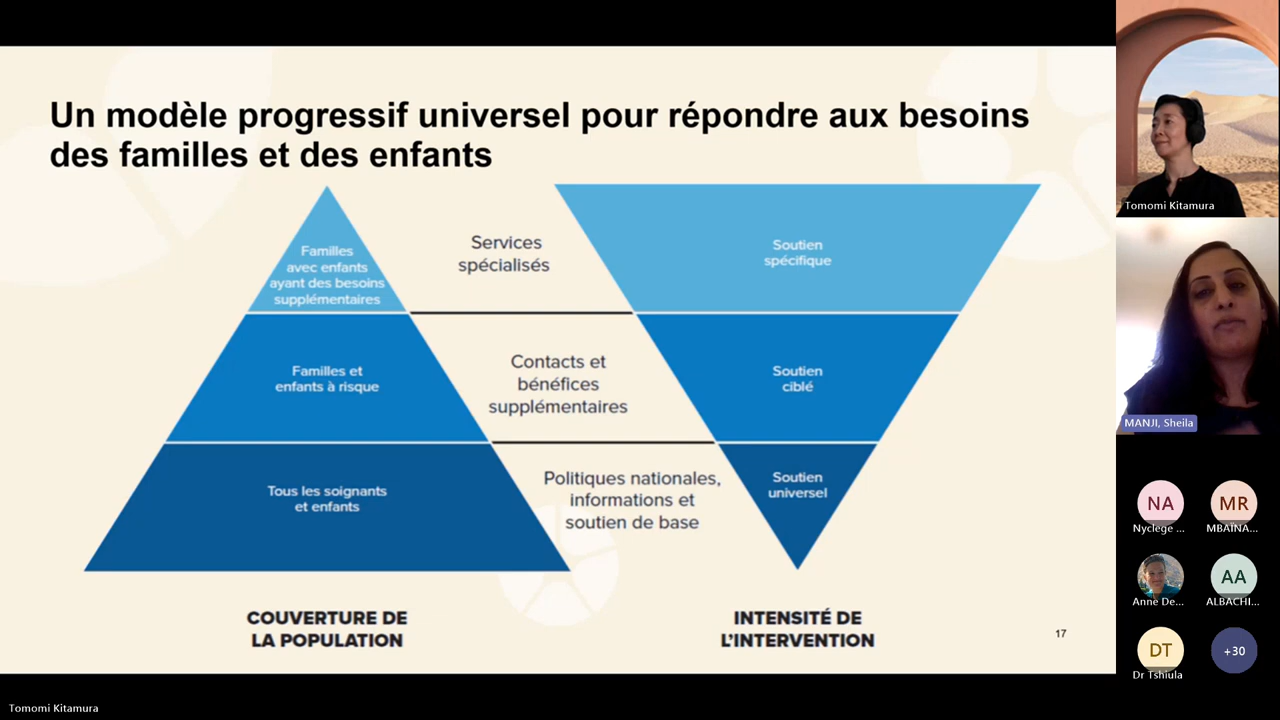 Un modèle progressif universel pour répondre aux besoins
des familles et des enfants
Familles
avec enfants
ayant des besoins
supplémentaires
Services
spécialisés
Soutien
spécifique
Familles et
enfants à risque
Contacts et
bénéfices
supplémentaires
Soutien
ciblé
Tous les soignants
et enfants
Politiques nationales,
informations et
soutien de base
Soutien
universel
COUVERTURE DE
LA POPULATION
INTENSITÉ DE
L'INTERVENTION
17
Tomomi Kitamura
MANJI, Sheila
NA
Nyclege ...
MR
MBAÏNA...
Anne De...
AA
ALBACHI...
DT
Dr Tshiula
+30
Tomomi Kitamura